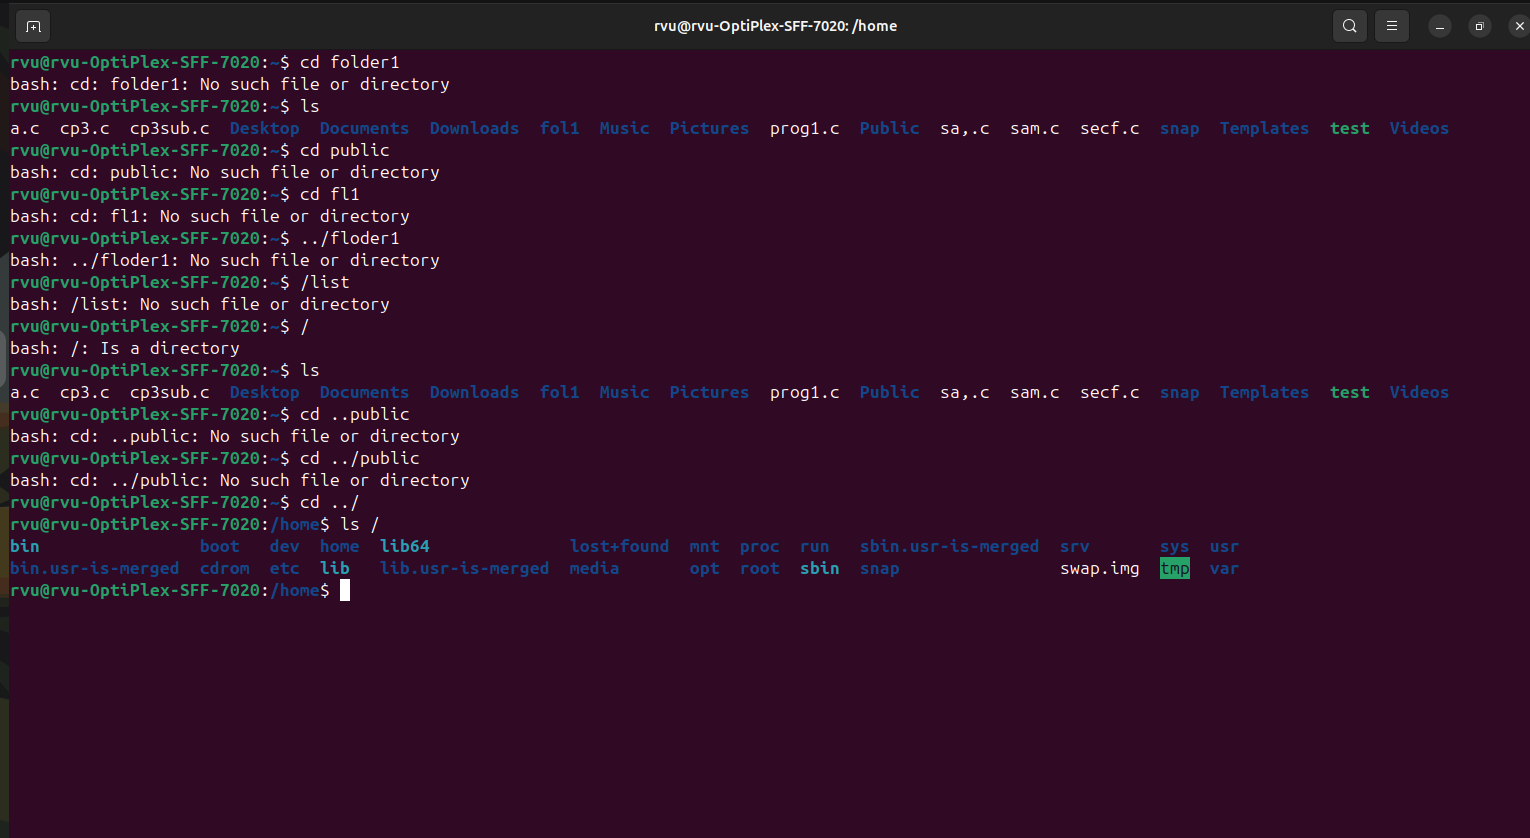 rvu@rvu-OptiPlex-SFF-7020: /home
rvu@rvu-OptiPlex-SFF-7020:~$ cd folder1
bash: cd: folder1: No such file or directory
rvu@rvu-OptiPlex-SFF-7020:~$ ls
a.c  cp3.c  cp3sub.c  Desktop  Documents  Downloads  fol1  Music  Pictures  prog1.c  Public  sa,.c  sam.c  secf.c  snap  Templates  test  Videos
rvu@rvu-OptiPlex-SFF-7020:~$ cd public
bash: cd: public: No such file or directory
rvu@rvu-OptiPlex-SFF-7020:~$ cd fl1
bash: cd: fl1: No such file or directory
rvu@rvu-OptiPlex-SFF-7020:~$ ../floder1
bash: ../floder1: No such file or directory
rvu@rvu-OptiPlex-SFF-7020:~$ /list
bash: /list: No such file or directory
rvu@rvu-OptiPlex-SFF-7020:~$ /
bash: /: Is a directory
rvu@rvu-OptiPlex-SFF-7020:~$ ls
a.c  cp3.c  cp3sub.c  Desktop  Documents  Downloads  fol1  Music  Pictures  prog1.c  Public  sa,.c  sam.c  secf.c  snap  Templates  test  Videos
rvu@rvu-OptiPlex-SFF-7020:~$ cd ..public
bash: cd: ..public: No such file or directory
rvu@rvu-OptiPlex-SFF-7020:~$ cd ../public
bash: cd: ../public: No such file or directory
rvu@rvu-OptiPlex-SFF-7020:~$ cd ../
rvu@rvu-OptiPlex-SFF-7020:/home$ ls /
bin                boot   dev  home  lib64              lost+found  mnt  proc  run   sbin.usr-is-merged  srv       sys  usr
bin.usr-is-merged  cdrom  etc  lib   lib.usr-is-merged  media       opt  root  sbin  snap                swap.img  tmp  var
rvu@rvu-OptiPlex-SFF-7020:/home$